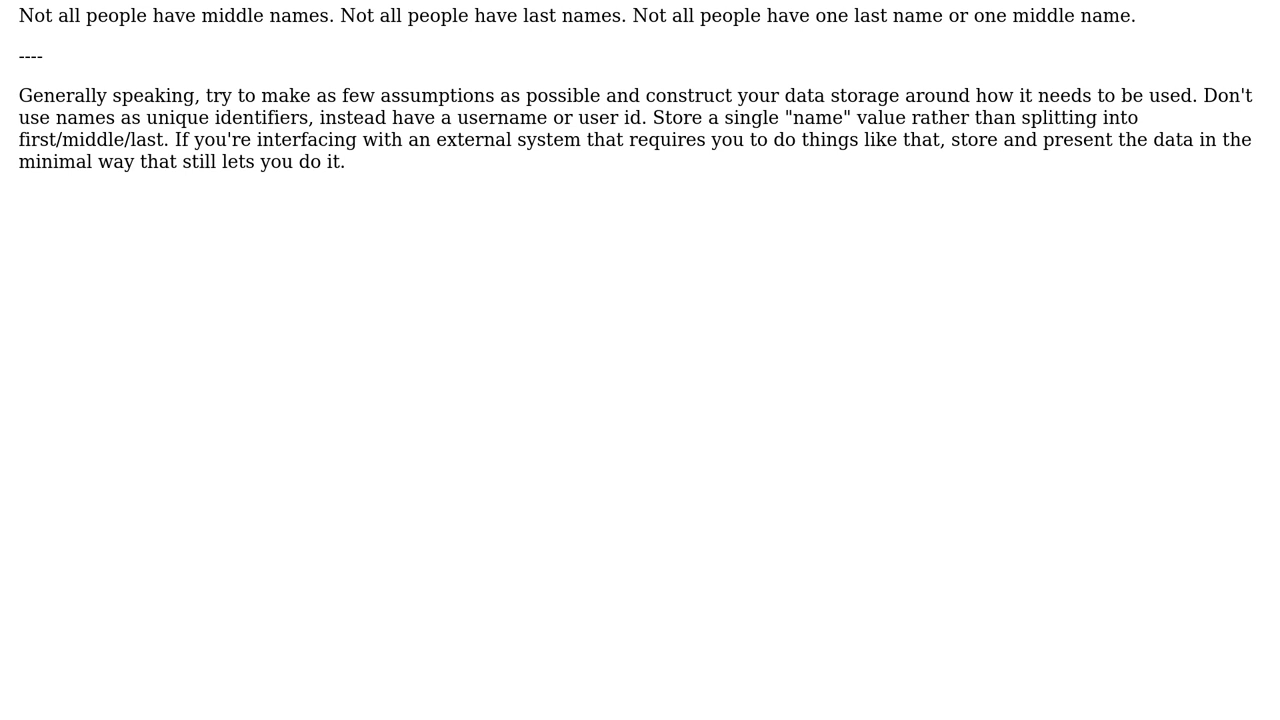 Not all people have middle names. Not all people have last names. Not all people have one last name or one middle name.
----
Generally speaking, try to make as few assumptions as possible and construct your data storage around how it needs to be used. Don't
use names as unique identifiers, instead have a username or user id. Store a single "name" value rather than splitting into
first/middle/last. If you're interfacing with an external system that requires you to do things like that, store and present the data in the
minimal way that still lets you do it.